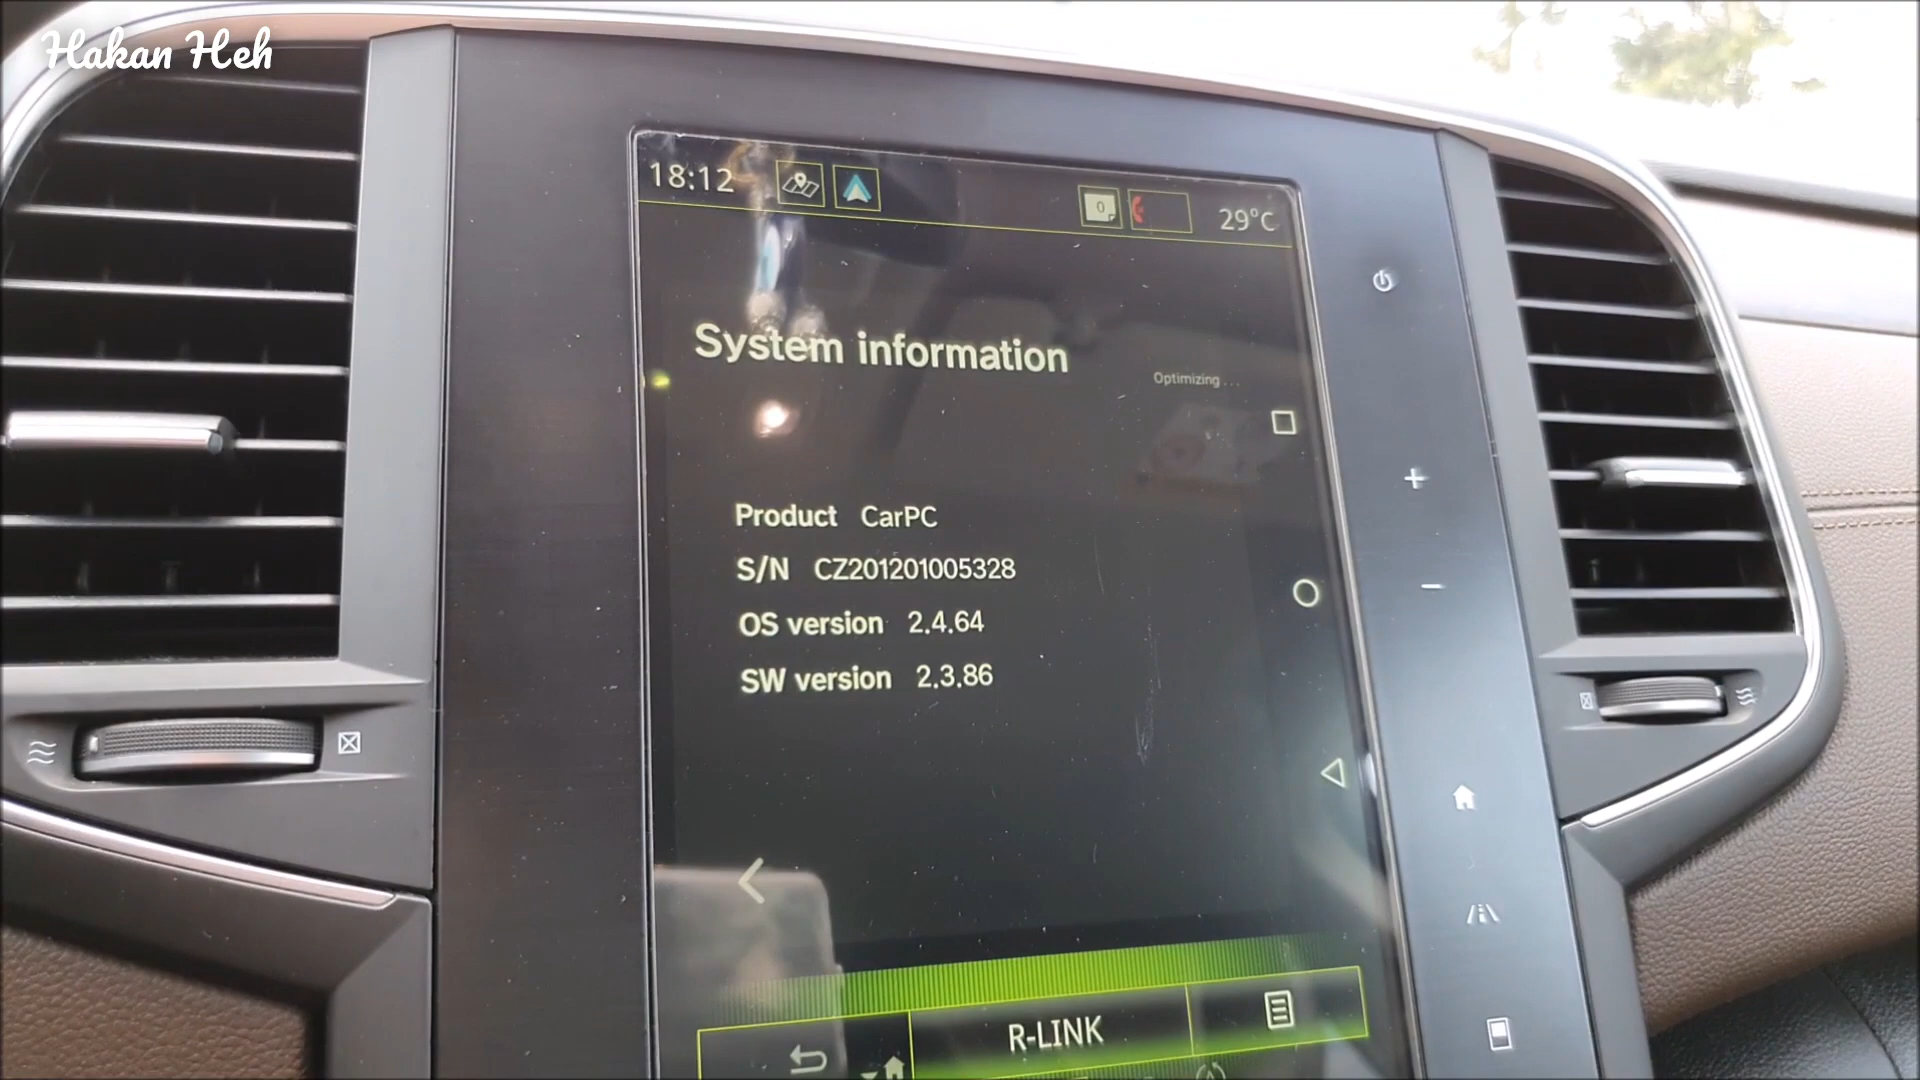 Hakan Heh
18:12
0
29°C
System information
Optimizing...
Product CarPC
S/N CZ201201005328
OS version 2.4.64
SW version 2.3.86
R-LINK